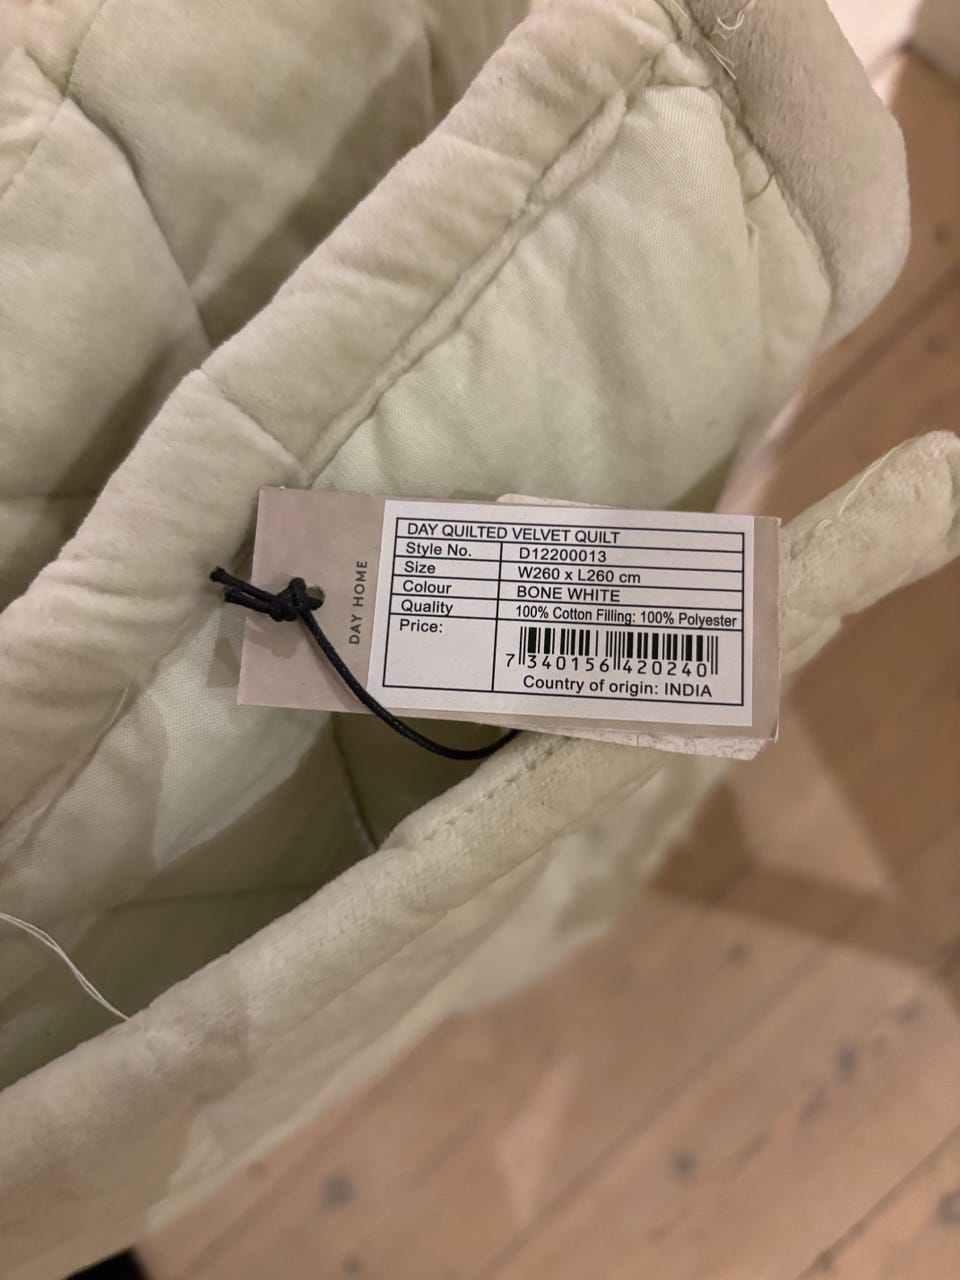 DAY HOME
DAY QUILTED VELVET QUILT
Style No. D12200013
Size W260 x L260 cm
Colour BONE WHITE
Quality 100% Cotton Filling: 100% Polyester
Price:
7 340156 420240
Country of origin: INDIA